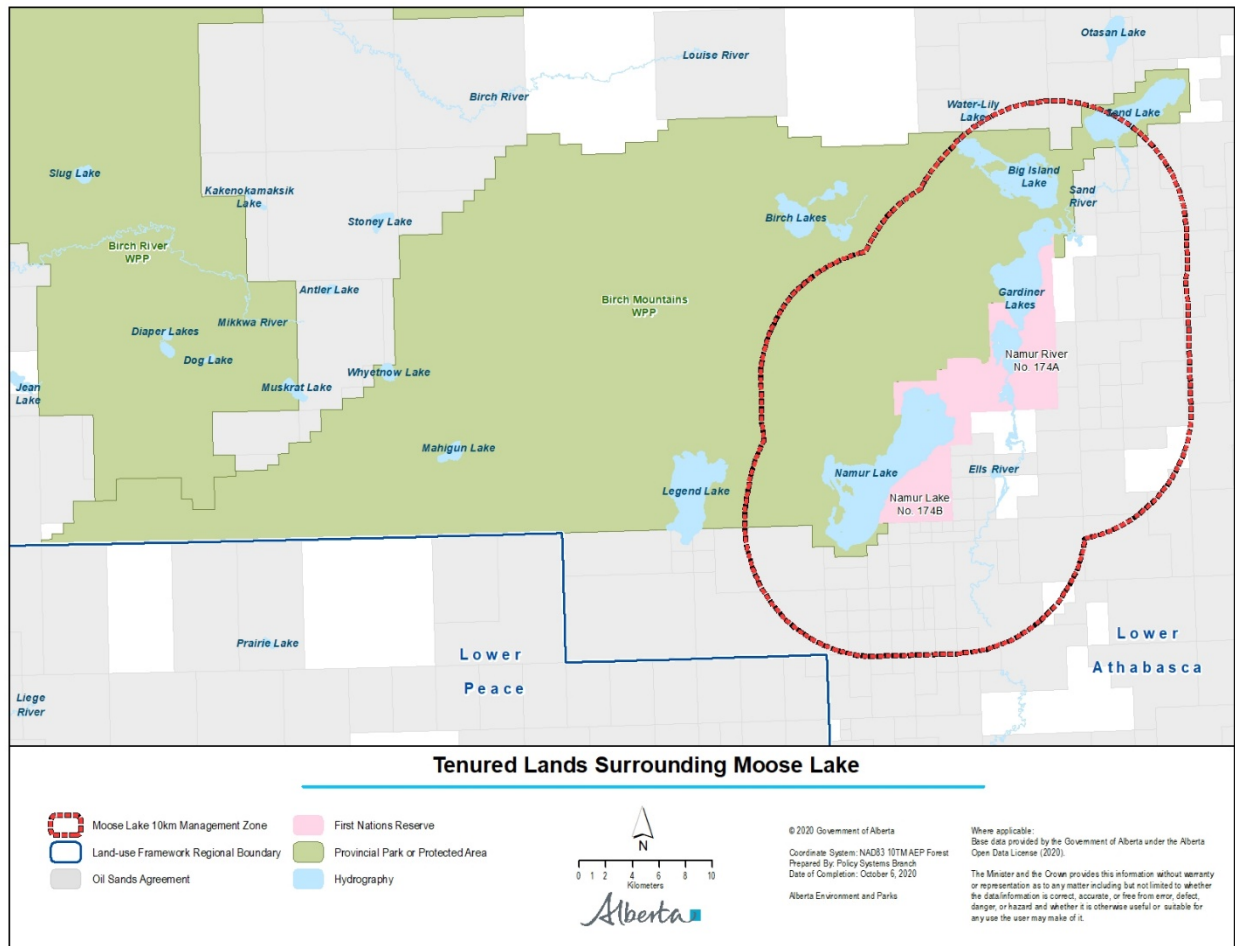 Otasan Lake
Louise River
Birch River
Water-Lily
Lake
Sand Lake
Slug Lake
Kakenokamaksik
Lake
Big Island
Lake
Sand
River
Stoney Lake
Birch Lakes
Birch River
WPP
Antler Lake
Birch Mountains
WPP
Gardiner
Lakes
Mikkwa River
Diaper Lakes
Dog Lake
Namur River
No. 174A
Jean
Lake
Muskrat Lake
Whyetnow Lake
Mahigun Lake
Legend Lake
Namur Lake
Ells River
Namur Lake
No. 174B
Prairie Lake
Lower
Peace
Lower
Athabasca
Liege
River
Tenured Lands Surrounding Moose Lake
Moose Lake 10km Management Zone
Land-use Framework Regional Boundary
Oil Sands Agreement
First Nations Reserve
Provincial Park or Protected Area
Hydrography
N
0 1 2 4 6 8 10
Kilometers
Alberta
© 2020 Government of Alberta
Coordinate System: NAD83 10TM AEP Forest
Prepared By: Policy Systems Branch
Date of Completion: October 6, 2020
Alberta Environment and Parks
Where applicable:
Base data provided by the Government of Alberta under the Alberta
Open Data License (2020).
The Minister and the Crown provides this information without warranty
or representation as to any matter including but not limited to whether
the data/information is correct, accurate, or free from error, defect,
danger, or hazard and whether it is otherwise useful or suitable for
any use the user may make of it.